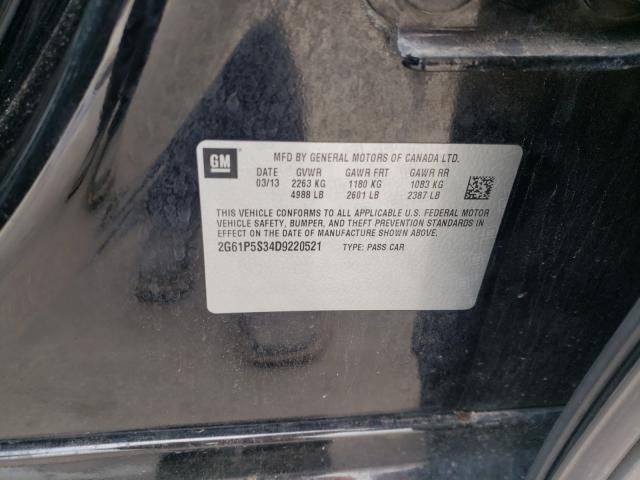 GM
MFD BY GENERAL MOTORS OF CANADA LTD.
DATE GVWR GAWR FRT GAWR RR
03/13 2263 KG 1180 KG 1083 KG
4988 LB 2601 LB 2387 LB
THIS VEHICLE CONFORMS TO ALL APPLICABLE U.S. FEDERAL MOTOR
VEHICLE SAFETY, BUMPER, AND THEFT PREVENTION STANDARDS IN
EFFECT ON THE DATE OF MANUFACTURE SHOWN ABOVE.
2G61P5S34D9220521 TYPE: PASS CAR